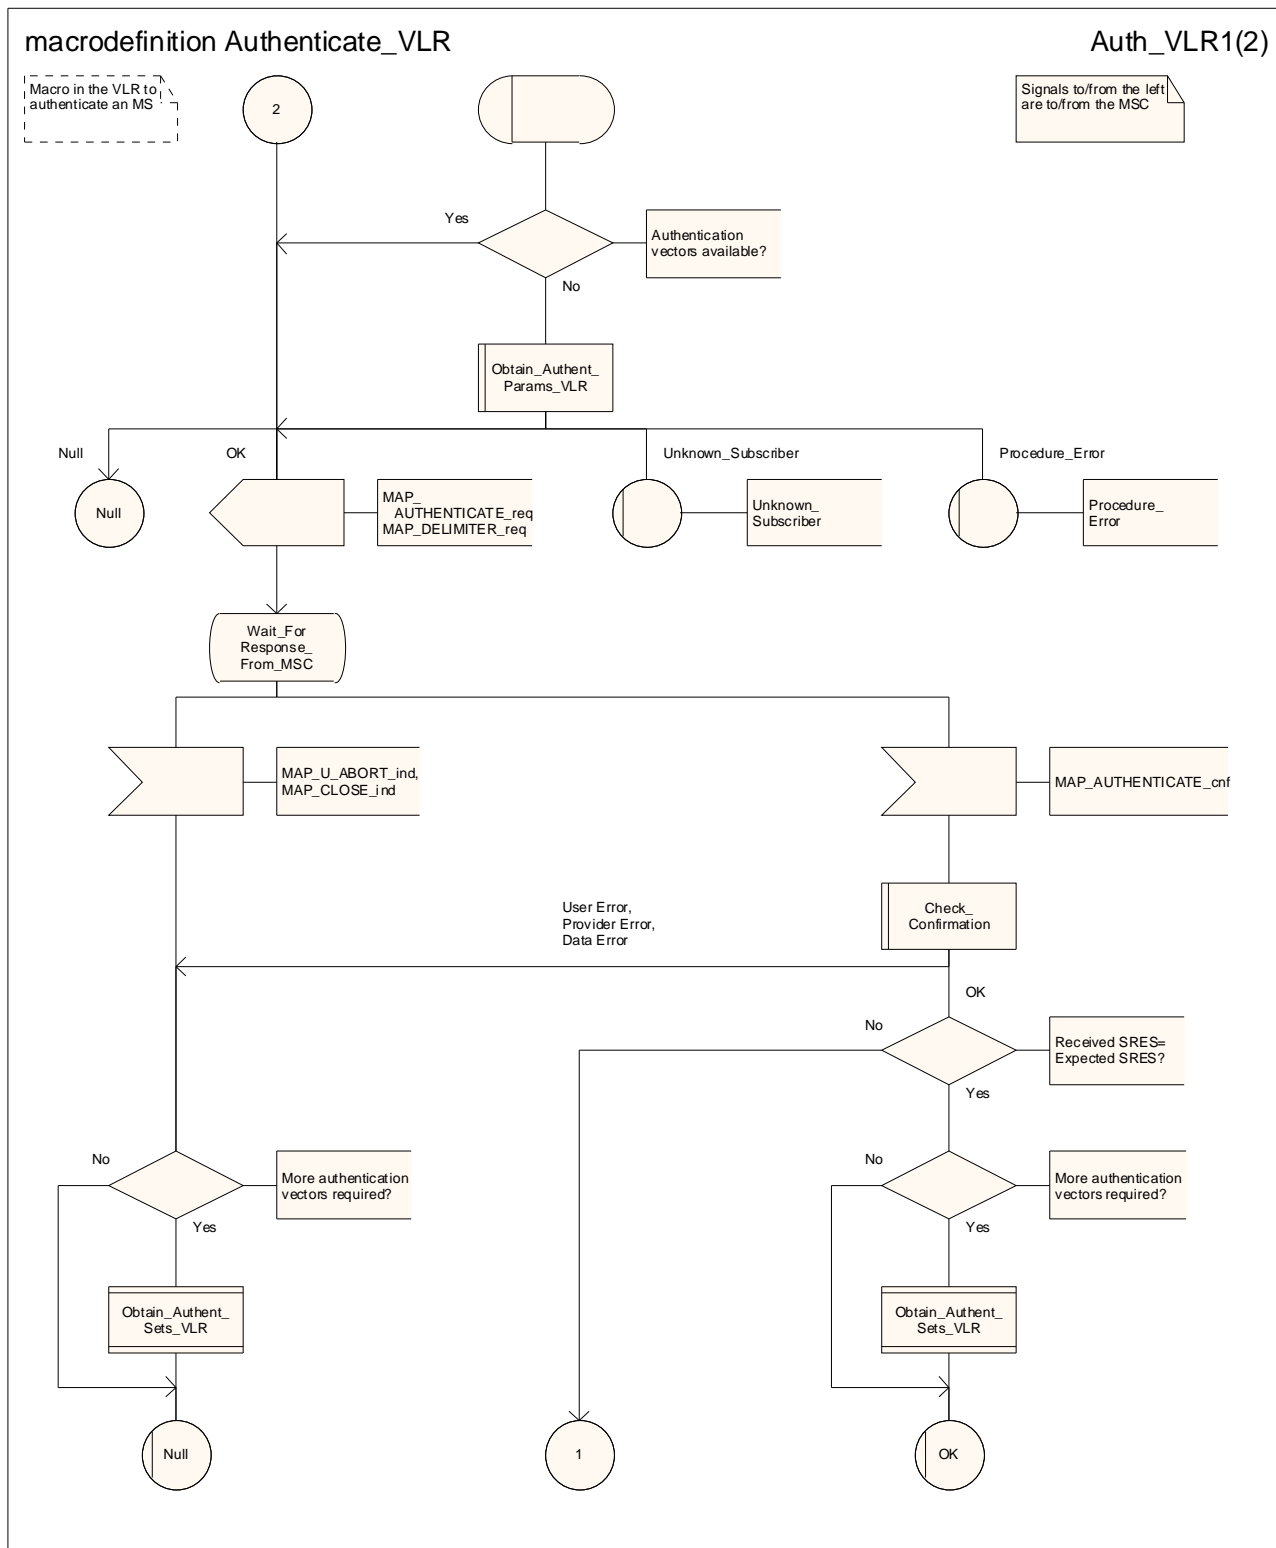 macrodefinition Authenticate_VLR
Auth_VLR1(2)
Macro in the VLR to
authenticate an MS
2
Signals to/from the left
are to/from the MSC
Yes
Authentication
vectors available?
No
Obtain_Authent_
Params_VLR
Null
OK
Unknown_Subscriber
Procedure_Error
Null
MAP_
AUTHENTICATE_req
MAP_DELIMITER_req
Unknown_
Subscriber
Procedure_
Error
Wait_For
Response_
From_MSC
MAP_U_ABORT_ind,
MAP_CLOSE_ind
MAP_AUTHENTICATE_cnf
User Error,
Provider Error,
Data Error
Check_
Confirmation
OK
No
Received SRES=
Expected SRES?
Yes
No
More authentication
vectors required?
Yes
No
More authentication
vectors required?
Yes
Obtain_Authent_
Sets_VLR
Obtain_Authent_
Sets_VLR
Null
1
OK